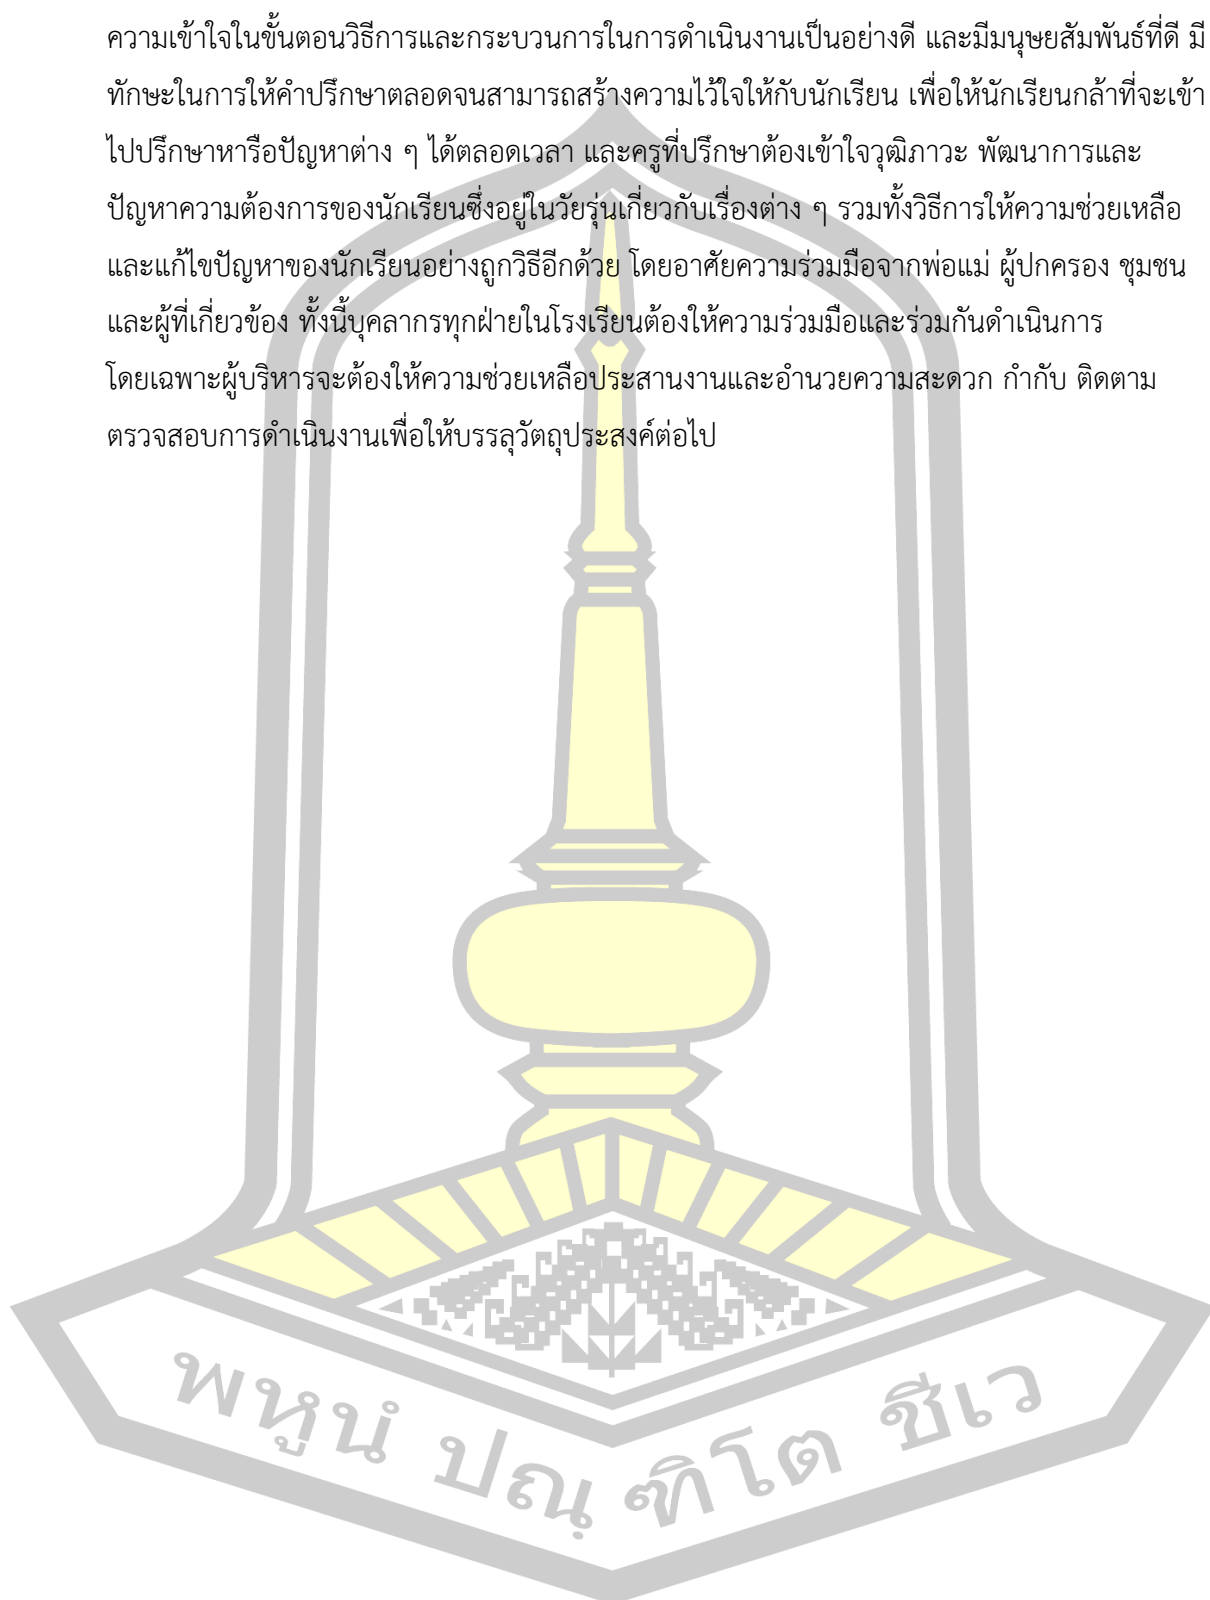 ความเข้าใจในขั้นตอนวิธีการและกระบวนการในการดำเนินงานเป็นอย่างดี และมีมนุษยสัมพันธ์ที่ดี มี
ทักษะในการให้คำปรึกษาตลอดจนสามารถสร้างความไว้ใจให้กับนักเรียน เพื่อให้นักเรียนกล้าที่จะเข้า
ไปปรึกษาหารือปัญหาต่าง ๆ ได้ตลอดเวลา และครูที่ปรึกษาต้องเข้าใจวุฒิภาวะ พัฒนาการและ
ปัญหาความต้องการของนักเรียนซึ่งอยู่ในวัยรุ่นเกี่ยวกับเรื่องต่าง ๆ รวมทั้งวิธีการให้ความช่วยเหลือ
และแก้ไขปัญหาของนักเรียนอย่างถูกวิธีอีกด้วย โดยอาศัยความร่วมมือจากพ่อแม่ ผู้ปกครอง ชุมชน
และผู้ที่เกี่ยวข้อง ทั้งนี้บุคลากรทุกฝ่ายในโรงเรียนต้องให้ความร่วมมือและร่วมกันดำเนินการ
โดยเฉพาะผู้บริหารจะต้องให้ความช่วยเหลือประสานงานและอำนวยความสะดวก กำกับ ติดตาม
ตรวจสอบการดำเนินงานเพื่อให้บรรลุวัตถุประสงค์ต่อไป
พหูนํ ปณฺฑิโต ชีเว